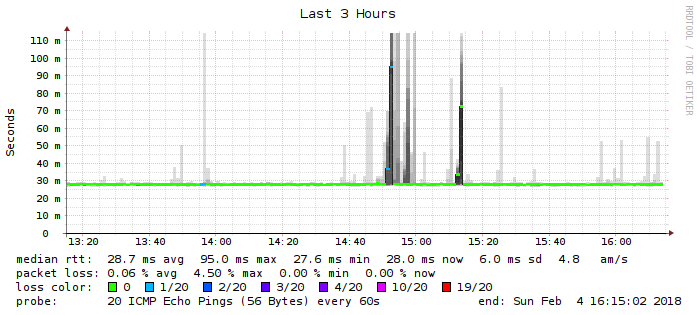 Last 3 Hours
RRDTOOL / TOBI OETIKER
Seconds
110 m
100 m
90 m
80 m
70 m
60 m
50 m
40 m
30 m
20 m
10 m
0
13:20 13:40 14:00 14:20 14:40 15:00 15:20 15:40 16:00
median rtt: 28.7 ms avg 95.0 ms max 27.6 ms min 28.0 ms now 6.0 ms sd 4.8 am/s
packet loss: 0.06 % avg 4.50 % max 0.00 % min 0.00 % now
loss color: 0 1/20 2/20 3/20 4/20 10/20 19/20
probe: 20 ICMP Echo Pings (56 Bytes) every 60s end: Sun Feb 4 16:15:02 2018